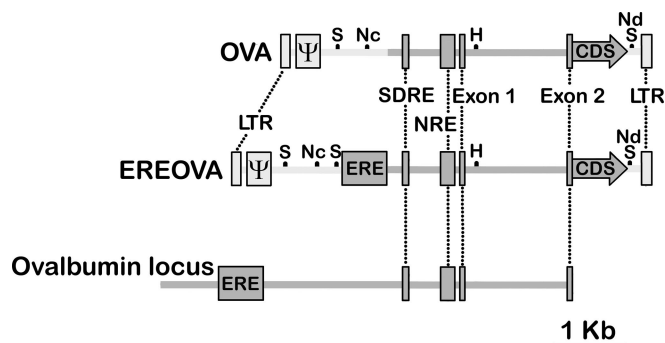 Nd
S Nc H S
OVA Ψ CDS
SDRE Exon 1 Exon 2 LTR
LTR NRE
Nd
S Nc S H S
EREOVA Ψ ERE CDS
Ovalbumin locus
ERE
1 Kb